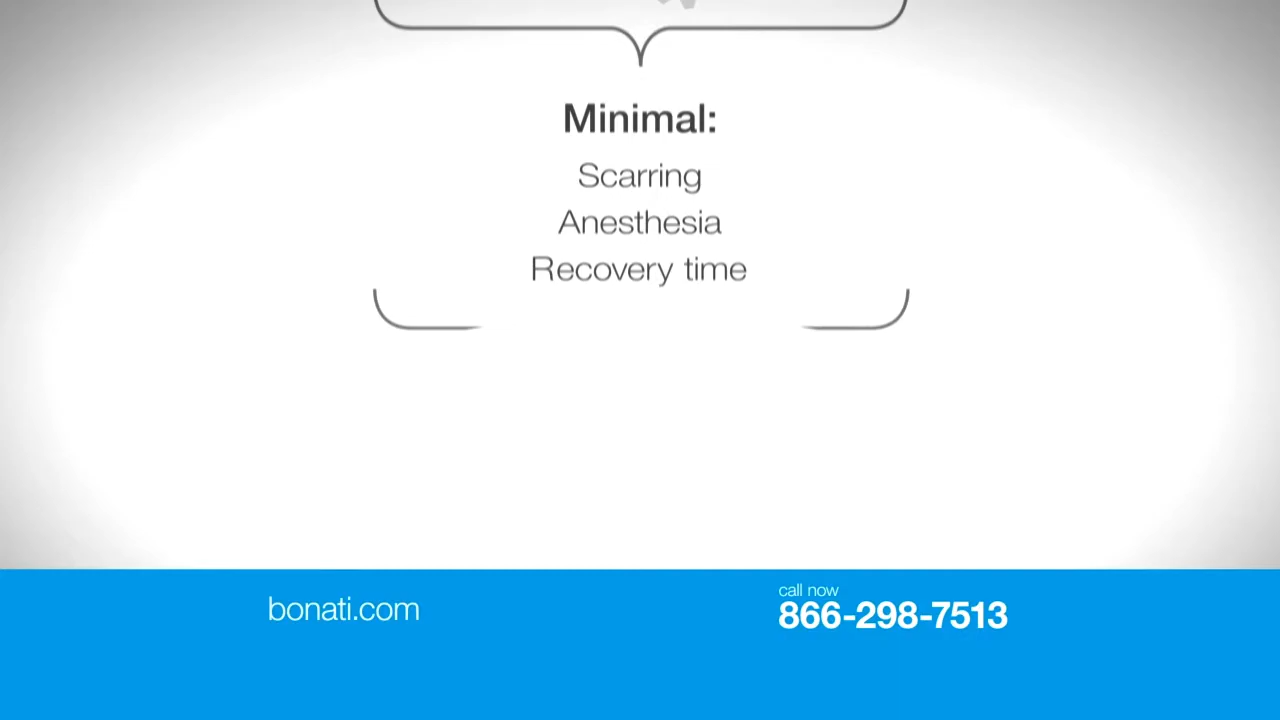 Minimal:
Scarring
Anesthesia
Recovery time
bonati.com
call now
866-298-7513